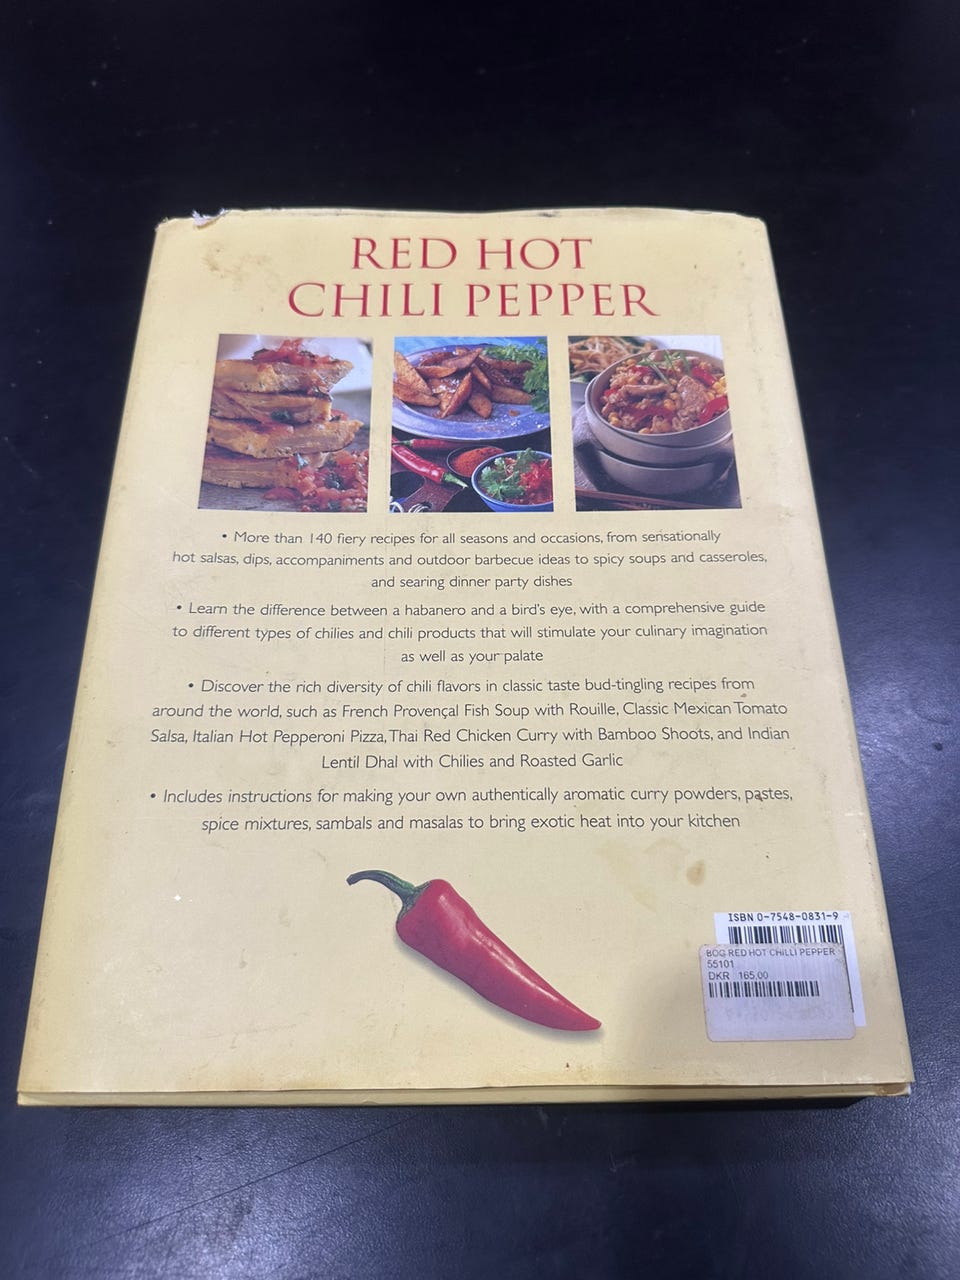 RED HOT
CHILI PEPPER
• More than 140 fiery recipes for all seasons and occasions, from sensationally
hot salsas, dips, accompaniments and outdoor barbecue ideas to spicy soups and casseroles,
and searing dinner party dishes
• Learn the difference between a habanero and a bird's eye, with a comprehensive guide
to different types of chilies and chili products that will stimulate your culinary imagination
as well as your palate
• Discover the rich diversity of chili flavors in classic taste bud-tingling recipes from
around the world, such as French Provençal Fish Soup with Rouille, Classic Mexican Tomato
Salsa, Italian Hot Pepperoni Pizza, Thai Red Chicken Curry with Bamboo Shoots, and Indian
Lentil Dhal with Chilies and Roasted Garlic
• Includes instructions for making your own authentically aromatic curry powders, pastes,
spice mixtures, sambals and masalas to bring exotic heat into your kitchen
ISBN 0-7548-0831-9
BOG RED HOT CHILLI PEPPER
55101
DKR 165,00